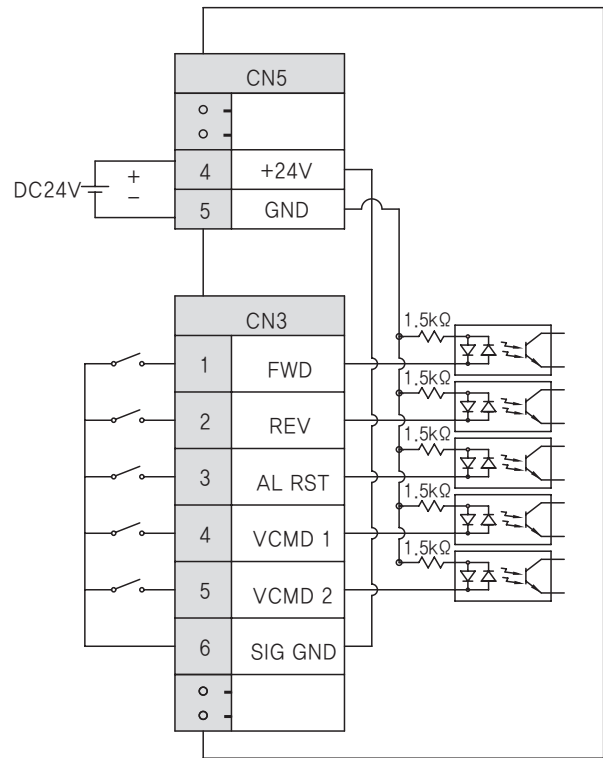 CN5
4 +24V
DC24V + −
5 GND
CN3
1.5kΩ
1 FWD
1.5kΩ
2 REV
1.5kΩ
3 AL RST
1.5kΩ
4 VCMD 1
1.5kΩ
5 VCMD 2
6 SIG GND